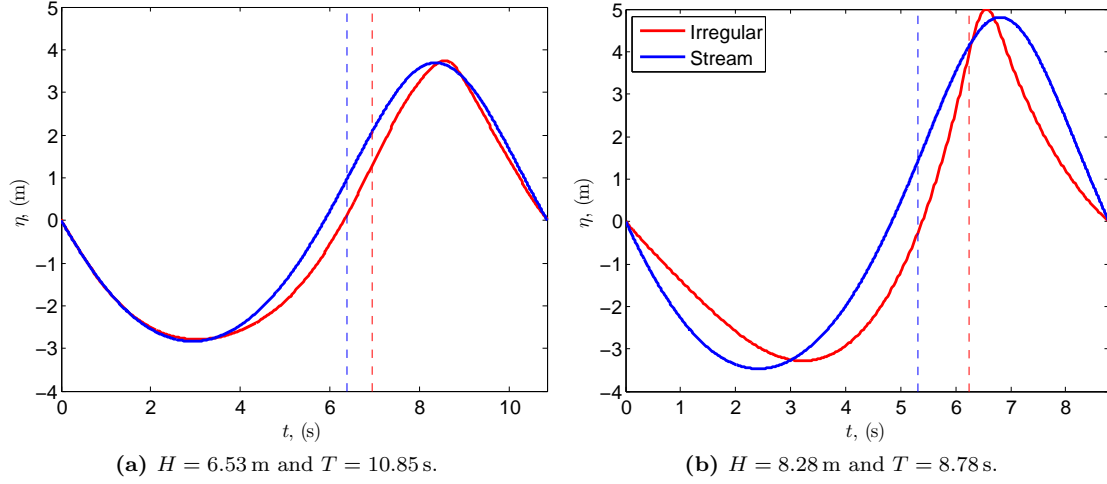 5
4
3
2
1
0
−1
−2
−3
−4
η, (m)
0 2 4 6 8 10
t, (s)
(a) H = 6.53 m and T = 10.85 s.
5
4
3
2
1
0
−1
−2
−3
−4
η, (m)
Irregular
Stream
0 1 2 3 4 5 6 7 8
t, (s)
(b) H = 8.28 m and T = 8.78 s.